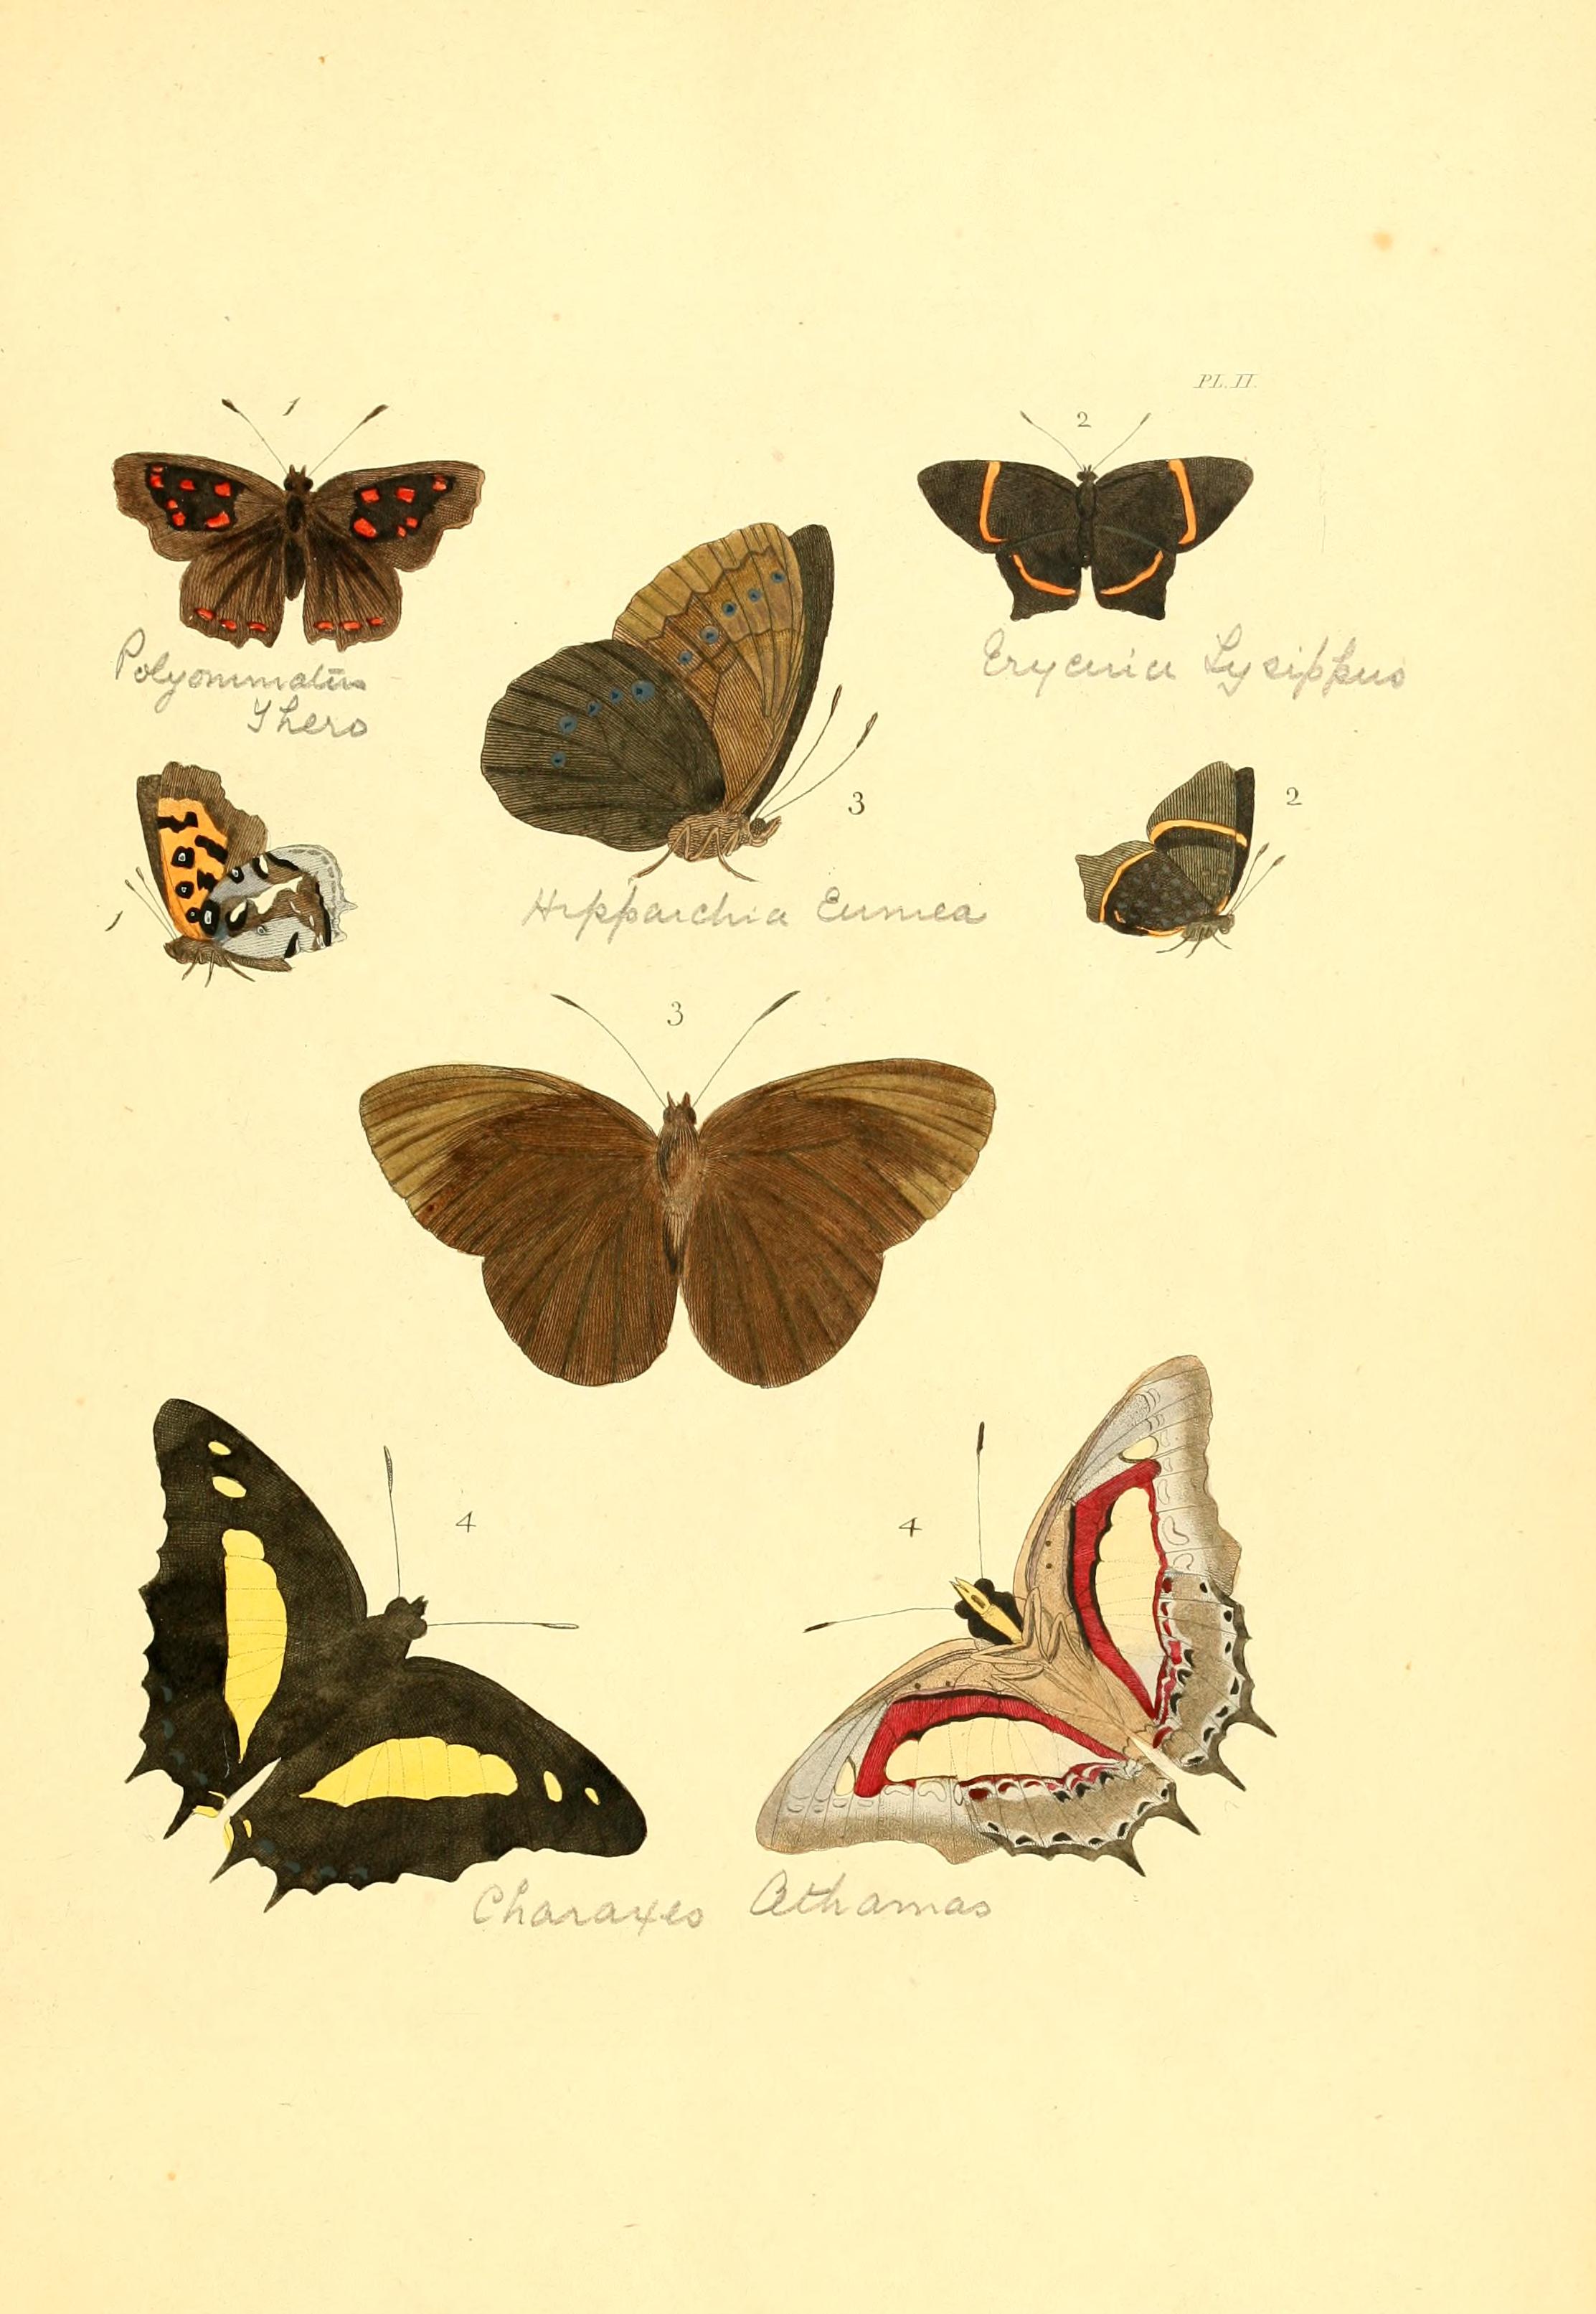 PL. II.
1
2
Polyommatus
Thero
Erycina Lysippus
3
2
1
Hipparchia Eumea
3
4
4
Charaxes Athamas